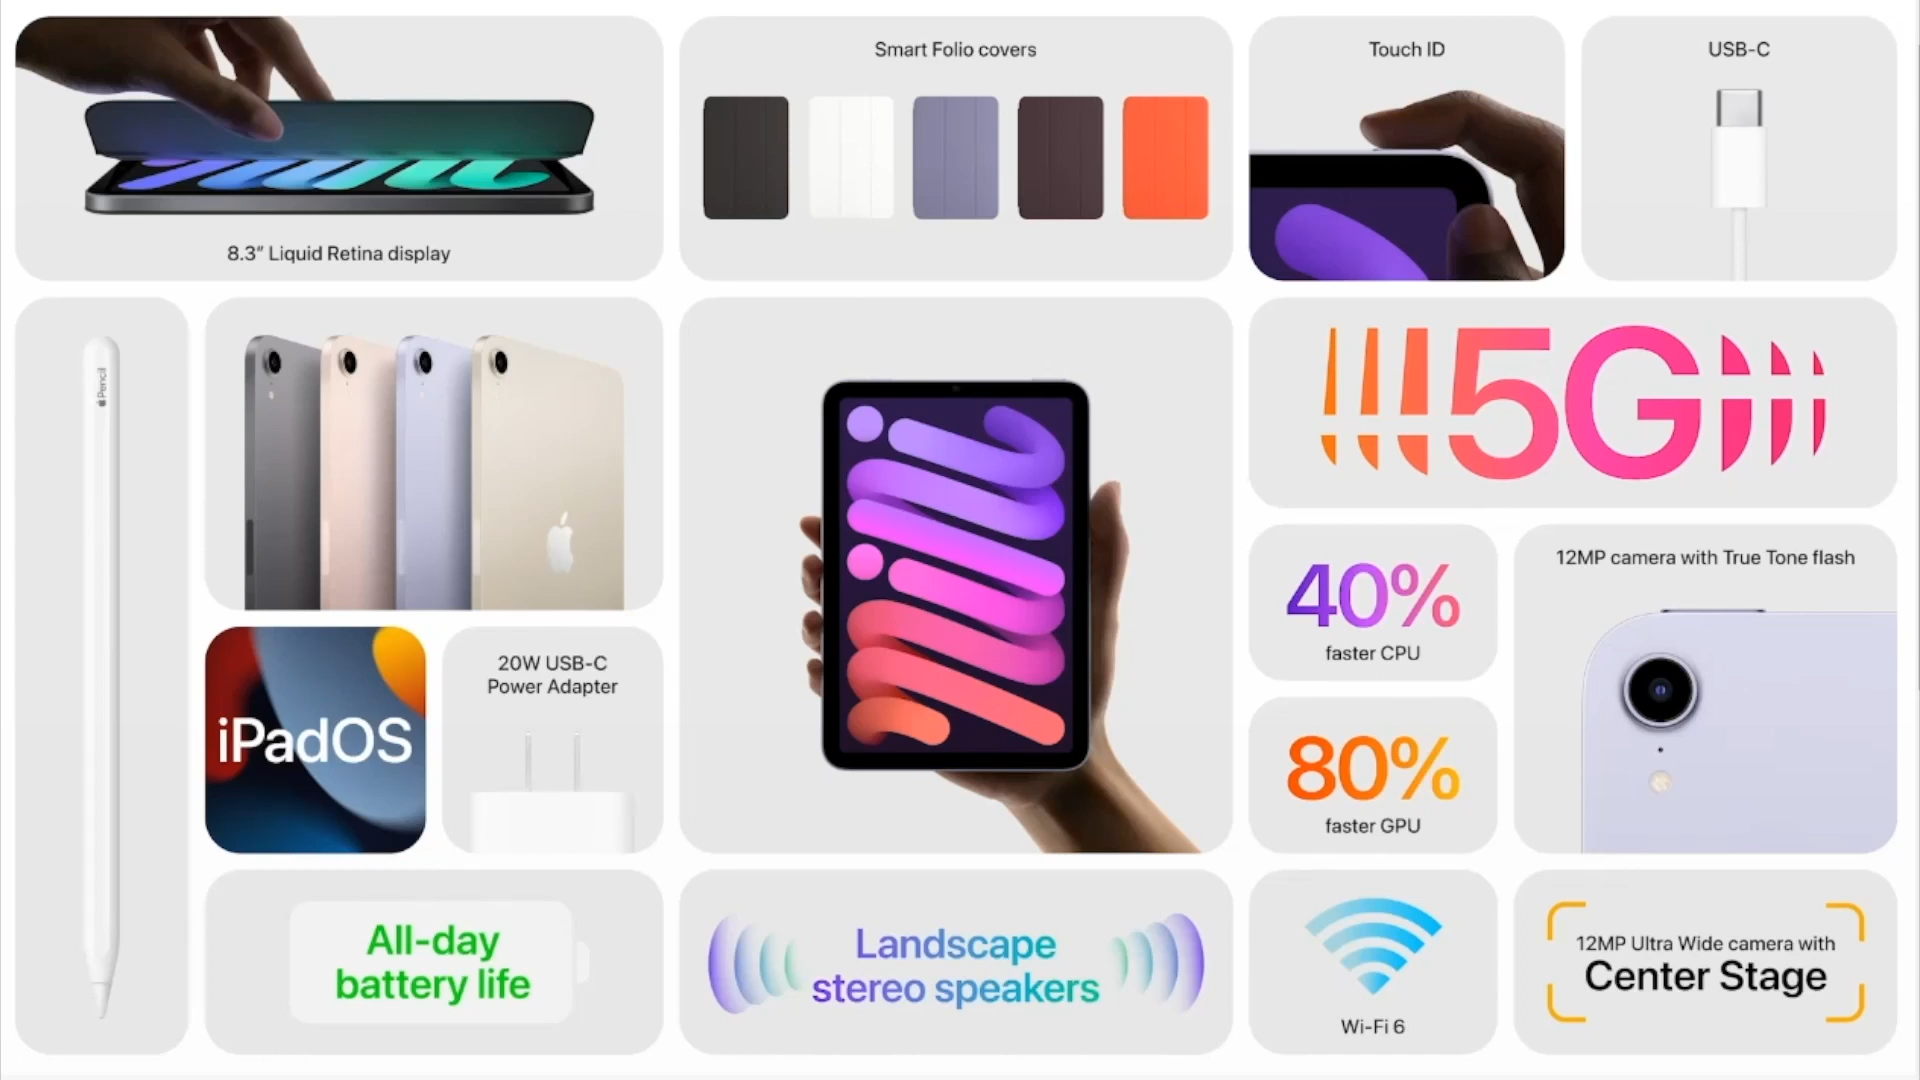 8.3" Liquid Retina display
Smart Folio covers
Touch ID
USB-C
Pencil
5G
40%
faster CPU
12MP camera with True Tone flash
iPadOS
20W USB-C
Power Adapter
80%
faster GPU
All-day
battery life
Landscape
stereo speakers
Wi-Fi 6
12MP Ultra Wide camera with
Center Stage